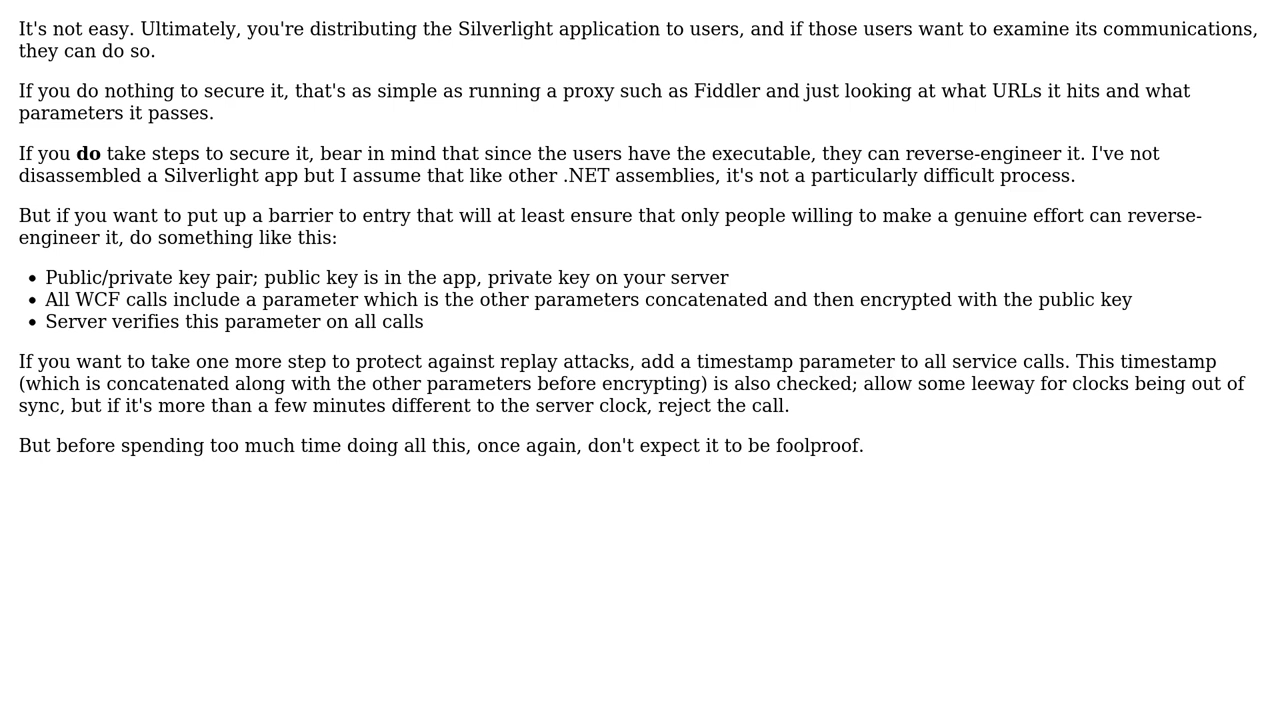 It's not easy. Ultimately, you're distributing the Silverlight application to users, and if those users want to examine its communications,
they can do so.
If you do nothing to secure it, that's as simple as running a proxy such as Fiddler and just looking at what URLs it hits and what
parameters it passes.
If you do take steps to secure it, bear in mind that since the users have the executable, they can reverse-engineer it. I've not
disassembled a Silverlight app but I assume that like other .NET assemblies, it's not a particularly difficult process.
But if you want to put up a barrier to entry that will at least ensure that only people willing to make a genuine effort can reverse-
engineer it, do something like this:
• Public/private key pair; public key is in the app, private key on your server
• All WCF calls include a parameter which is the other parameters concatenated and then encrypted with the public key
• Server verifies this parameter on all calls
If you want to take one more step to protect against replay attacks, add a timestamp parameter to all service calls. This timestamp
(which is concatenated along with the other parameters before encrypting) is also checked; allow some leeway for clocks being out of
sync, but if it's more than a few minutes different to the server clock, reject the call.
But before spending too much time doing all this, once again, don't expect it to be foolproof.